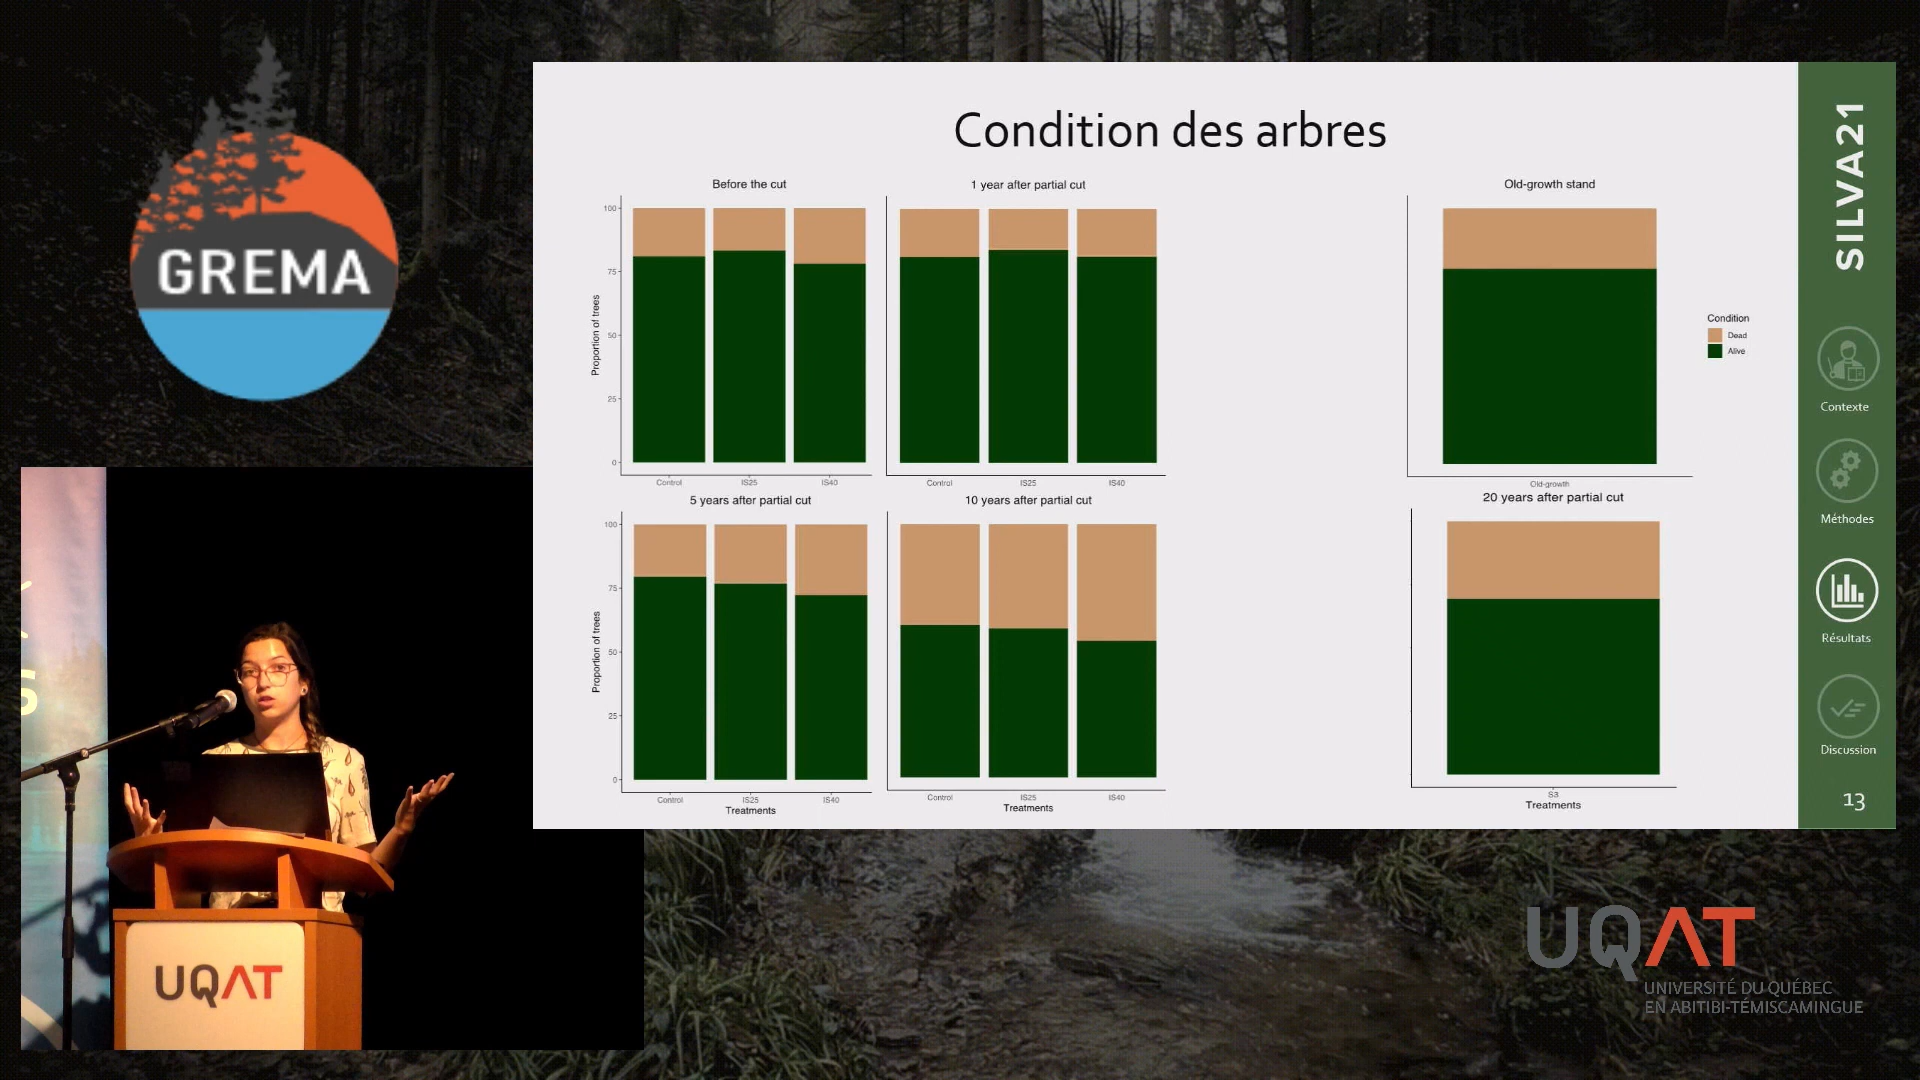 GREMA
Condition des arbres
Before the cut
1 year after partial cut
Old-growth stand
Proportion of trees
100
75
50
25
0
Control
IS25
IS40
Control
IS25
IS40
Old-growth
Condition
Dead
Alive
5 years after partial cut
10 years after partial cut
20 years after partial cut
Proportion of trees
100
75
50
25
0
Control
IS25
IS40
Treatments
Control
IS25
IS40
Treatments
S3
Treatments
SILVA21
Contexte
Méthodes
Résultats
Discussion
13
UQAT
UQAT
UNIVERSITÉ DU QUÉBEC
EN ABITIBI-TÉMISCAMINGUE